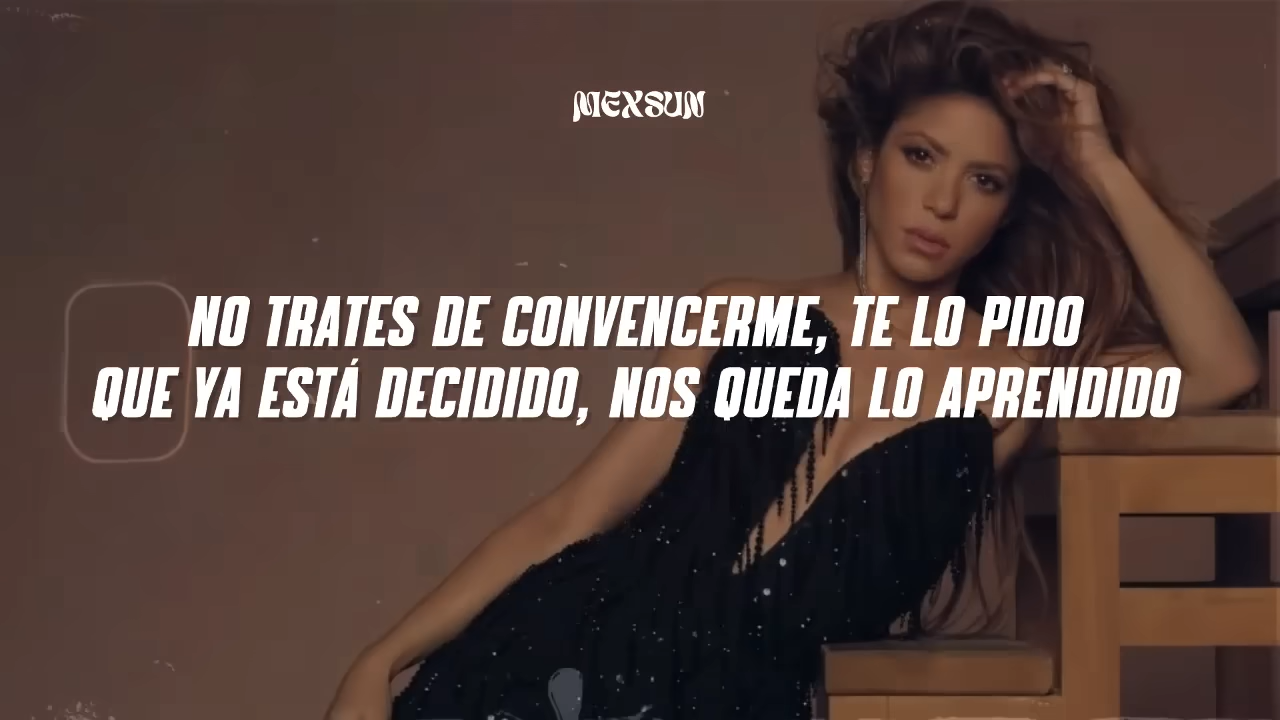 MEXSUN
NO TRATES DE CONVENCERME, TE LO PIDO
QUE YA ESTÁ DECIDIDO, NOS QUEDA LO APRENDIDO